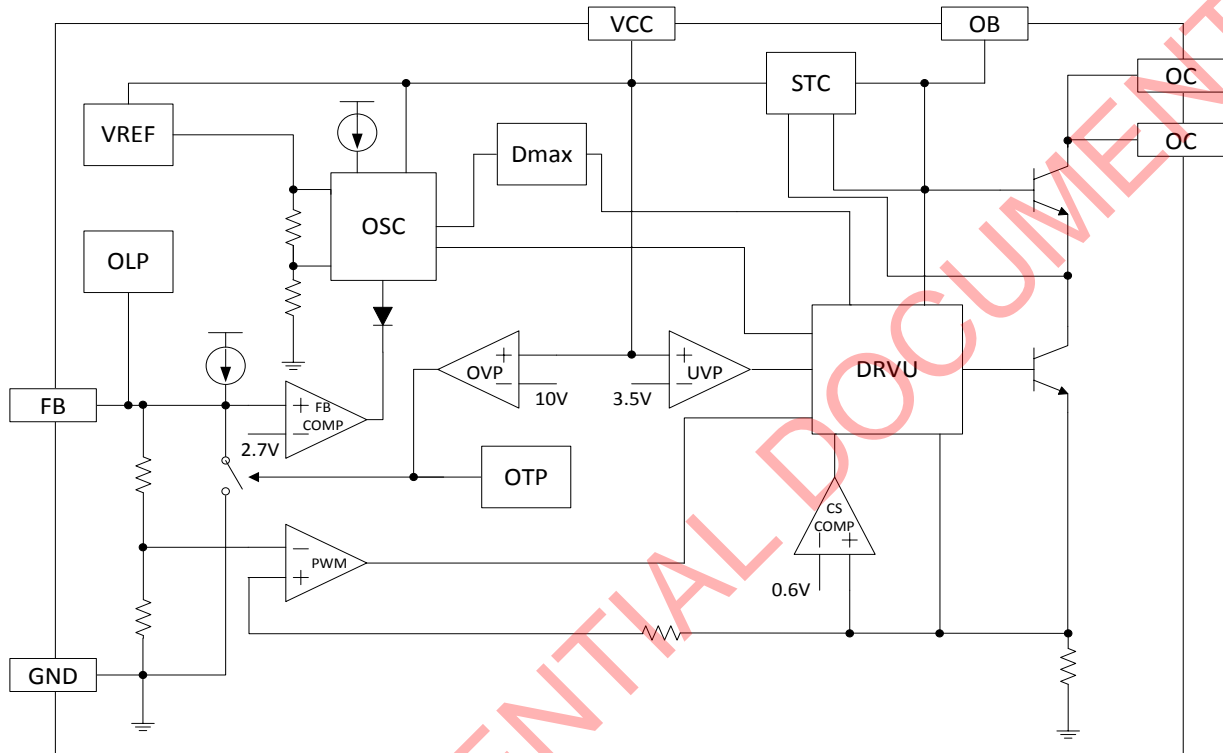 VCC
OB
STC
OC
VREF
Dmax
OC
OSC
OLP
OVP
+
−
10V
+
−
UVP
3.5V
DRVU
FB
+
−
FB
COMP
2.7V
OTP
CS
COMP
−
+
0.6V
−
+
PWM
GND
CONFIDENTIAL DOCUMENT